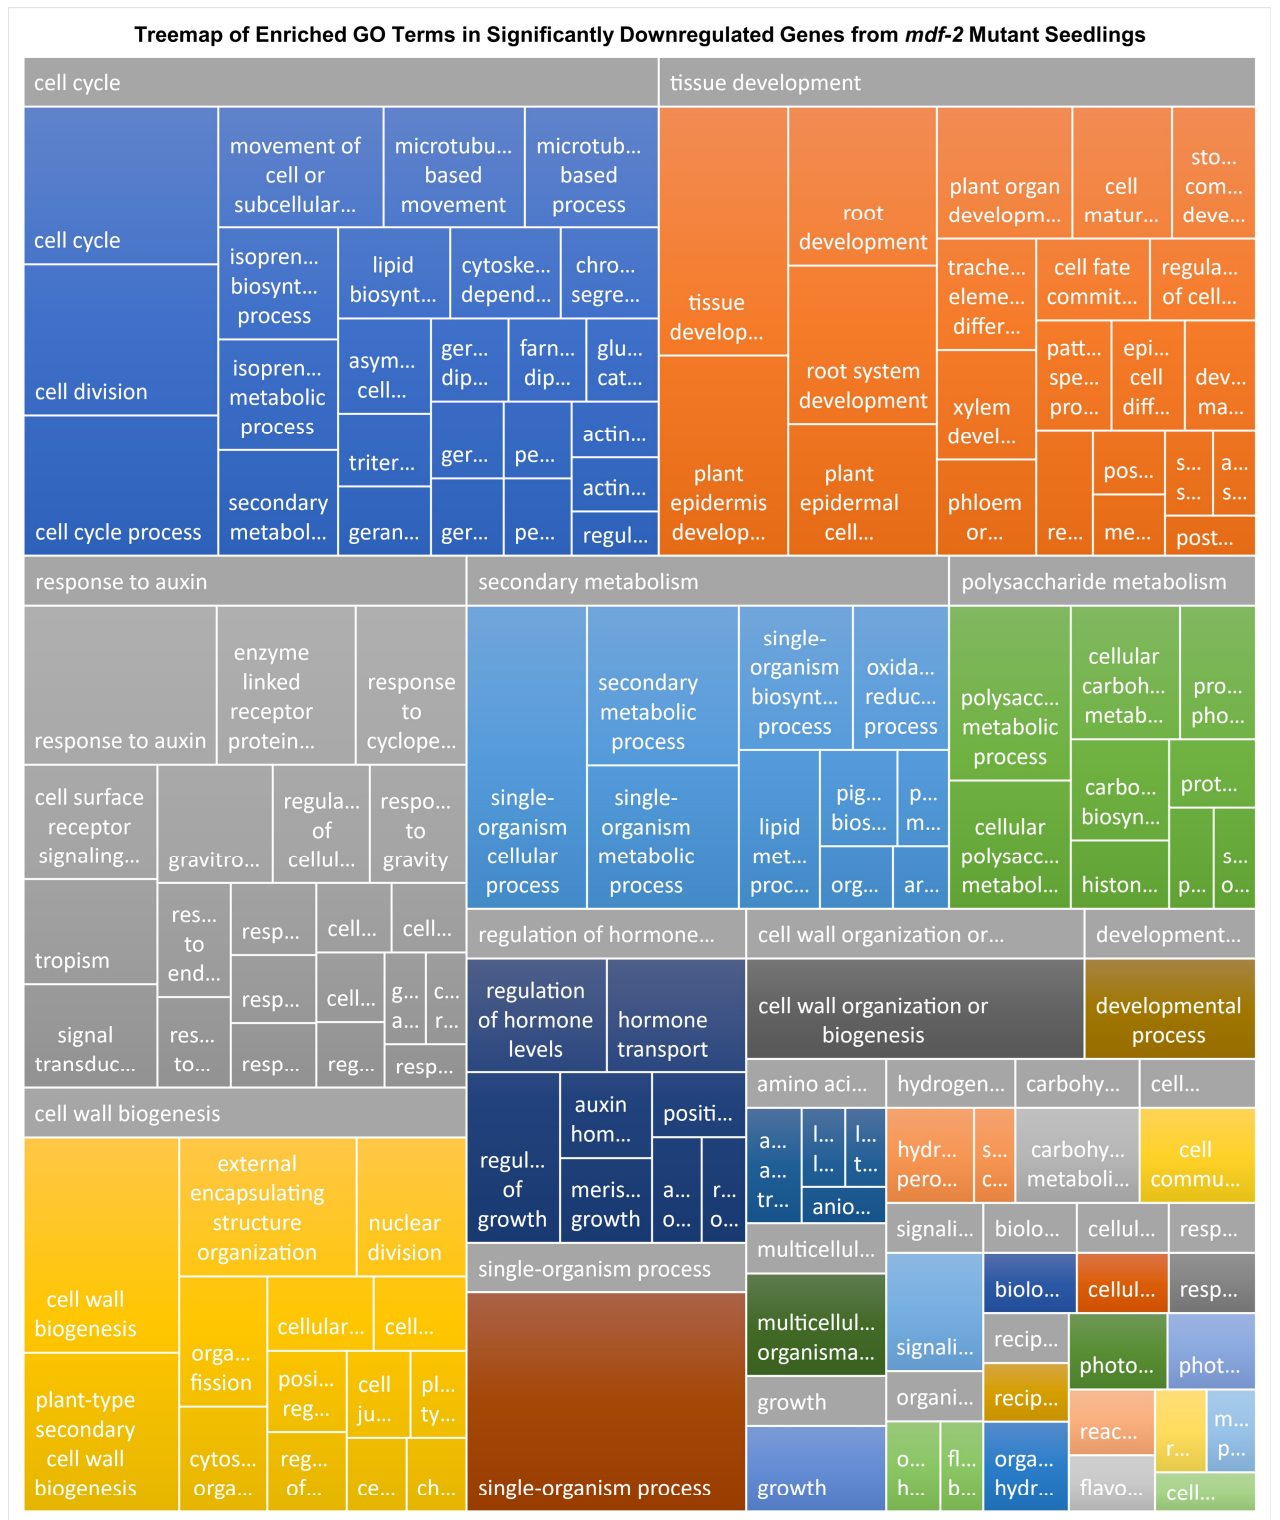 Treemap of Enriched GO Terms in Significantly Downregulated Genes from mdf-2 Mutant Seedlings
cell cycle
cell cycle
cell division
cell cycle process
movement of
cell or
subcellular...
microtubu...
based
movement
microtub...
based
process
isopren...
biosynt...
process
isopren...
metabolic
process
secondary
metabol...
lipid
biosynt...
cytoske...
depend...
chro...
segre...
asym...
cell...
triter...
geran...
ger...
dip...
farn...
dip...
glu...
cat...
ger...
pe...
actin...
actin...
ger...
pe...
regul...
tissue development
tissue
develop...
plant
epidermis
develop...
root
development
root system
development
plant
epidermal
cell...
plant organ
developm...
cell
matur...
sto...
com...
deve...
trache...
eleme...
differ...
cell fate
commit...
regula...
of cell...
xylem
devel...
phloem
or...
patt...
spe...
pro...
epi...
cell
diff...
dev...
ma...
re...
pos...
me...
s...
s...
a...
s...
post...
response to auxin
response to auxin
enzyme
linked
receptor
protein...
response
to
cyclope...
cell surface
receptor
signaling...
gravitro...
regula...
of
cellul...
respo...
to
gravity
tropism
signal
transduc...
res...
to
end...
res...
to...
resp...
resp...
resp...
cell...
cell...
cell...
g...
a...
c...
r...
reg...
resp...
secondary metabolism
single-
organism
cellular
process
secondary
metabolic
process
single-
organism
metabolic
process
single-
organism
biosynt...
process
oxida...
reduc...
process
lipid
met...
proc...
pig...
bios...
p...
m...
org...
ar...
polysaccharide metabolism
polysacc...
metabolic
process
cellular
polysacc...
metabol...
cellular
carboh...
metab...
pro...
pho...
carbo...
biosyn...
prot...
histon...
p...
s...
o...
cell wall biogenesis
cell wall
biogenesis
plant-type
secondary
cell wall
biogenesis
external
encapsulating
structure
organization
nuclear
division
orga...
fission
cytos...
orga...
cellular...
cell...
posi...
reg...
cell
ju...
pl...
ty...
reg...
of...
ce...
ch...
regulation of hormone...
regulation
of hormone
levels
hormone
transport
regul...
of
growth
auxin
hom...
positi...
meris...
growth
a...
o...
r...
o...
single-organism process
single-organism process
cell wall organization or...
cell wall organization or
biogenesis
development...
developmental
process
amino aci...
a...
a...
tr...
l...
l...
l...
t...
anio...
hydrogen...
hydr...
pero...
s...
c...
carbohy...
carbohy...
metaboli...
cell...
cell
commu...
multicellul...
multicellul...
organisma...
growth
growth
signali...
signali...
organi...
o...
h...
fl...
b...
biolo...
biolo...
cellul...
cellul...
resp...
resp...
recip...
recip...
orga...
hydr...
photo...
phot...
reac...
flavo...
r...
m...
p...
cell...